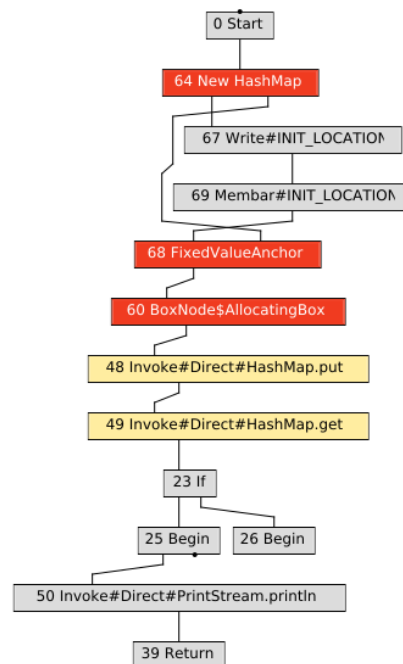 0 Start
64 New HashMap
67 Write#INIT_LOCATION
69 Membar#INIT_LOCATION
68 FixedValueAnchor
60 BoxNode$AllocatingBox
48 Invoke#Direct#HashMap.put
49 Invoke#Direct#HashMap.get
23 If
25 Begin
26 Begin
50 Invoke#Direct#PrintStream.println
39 Return